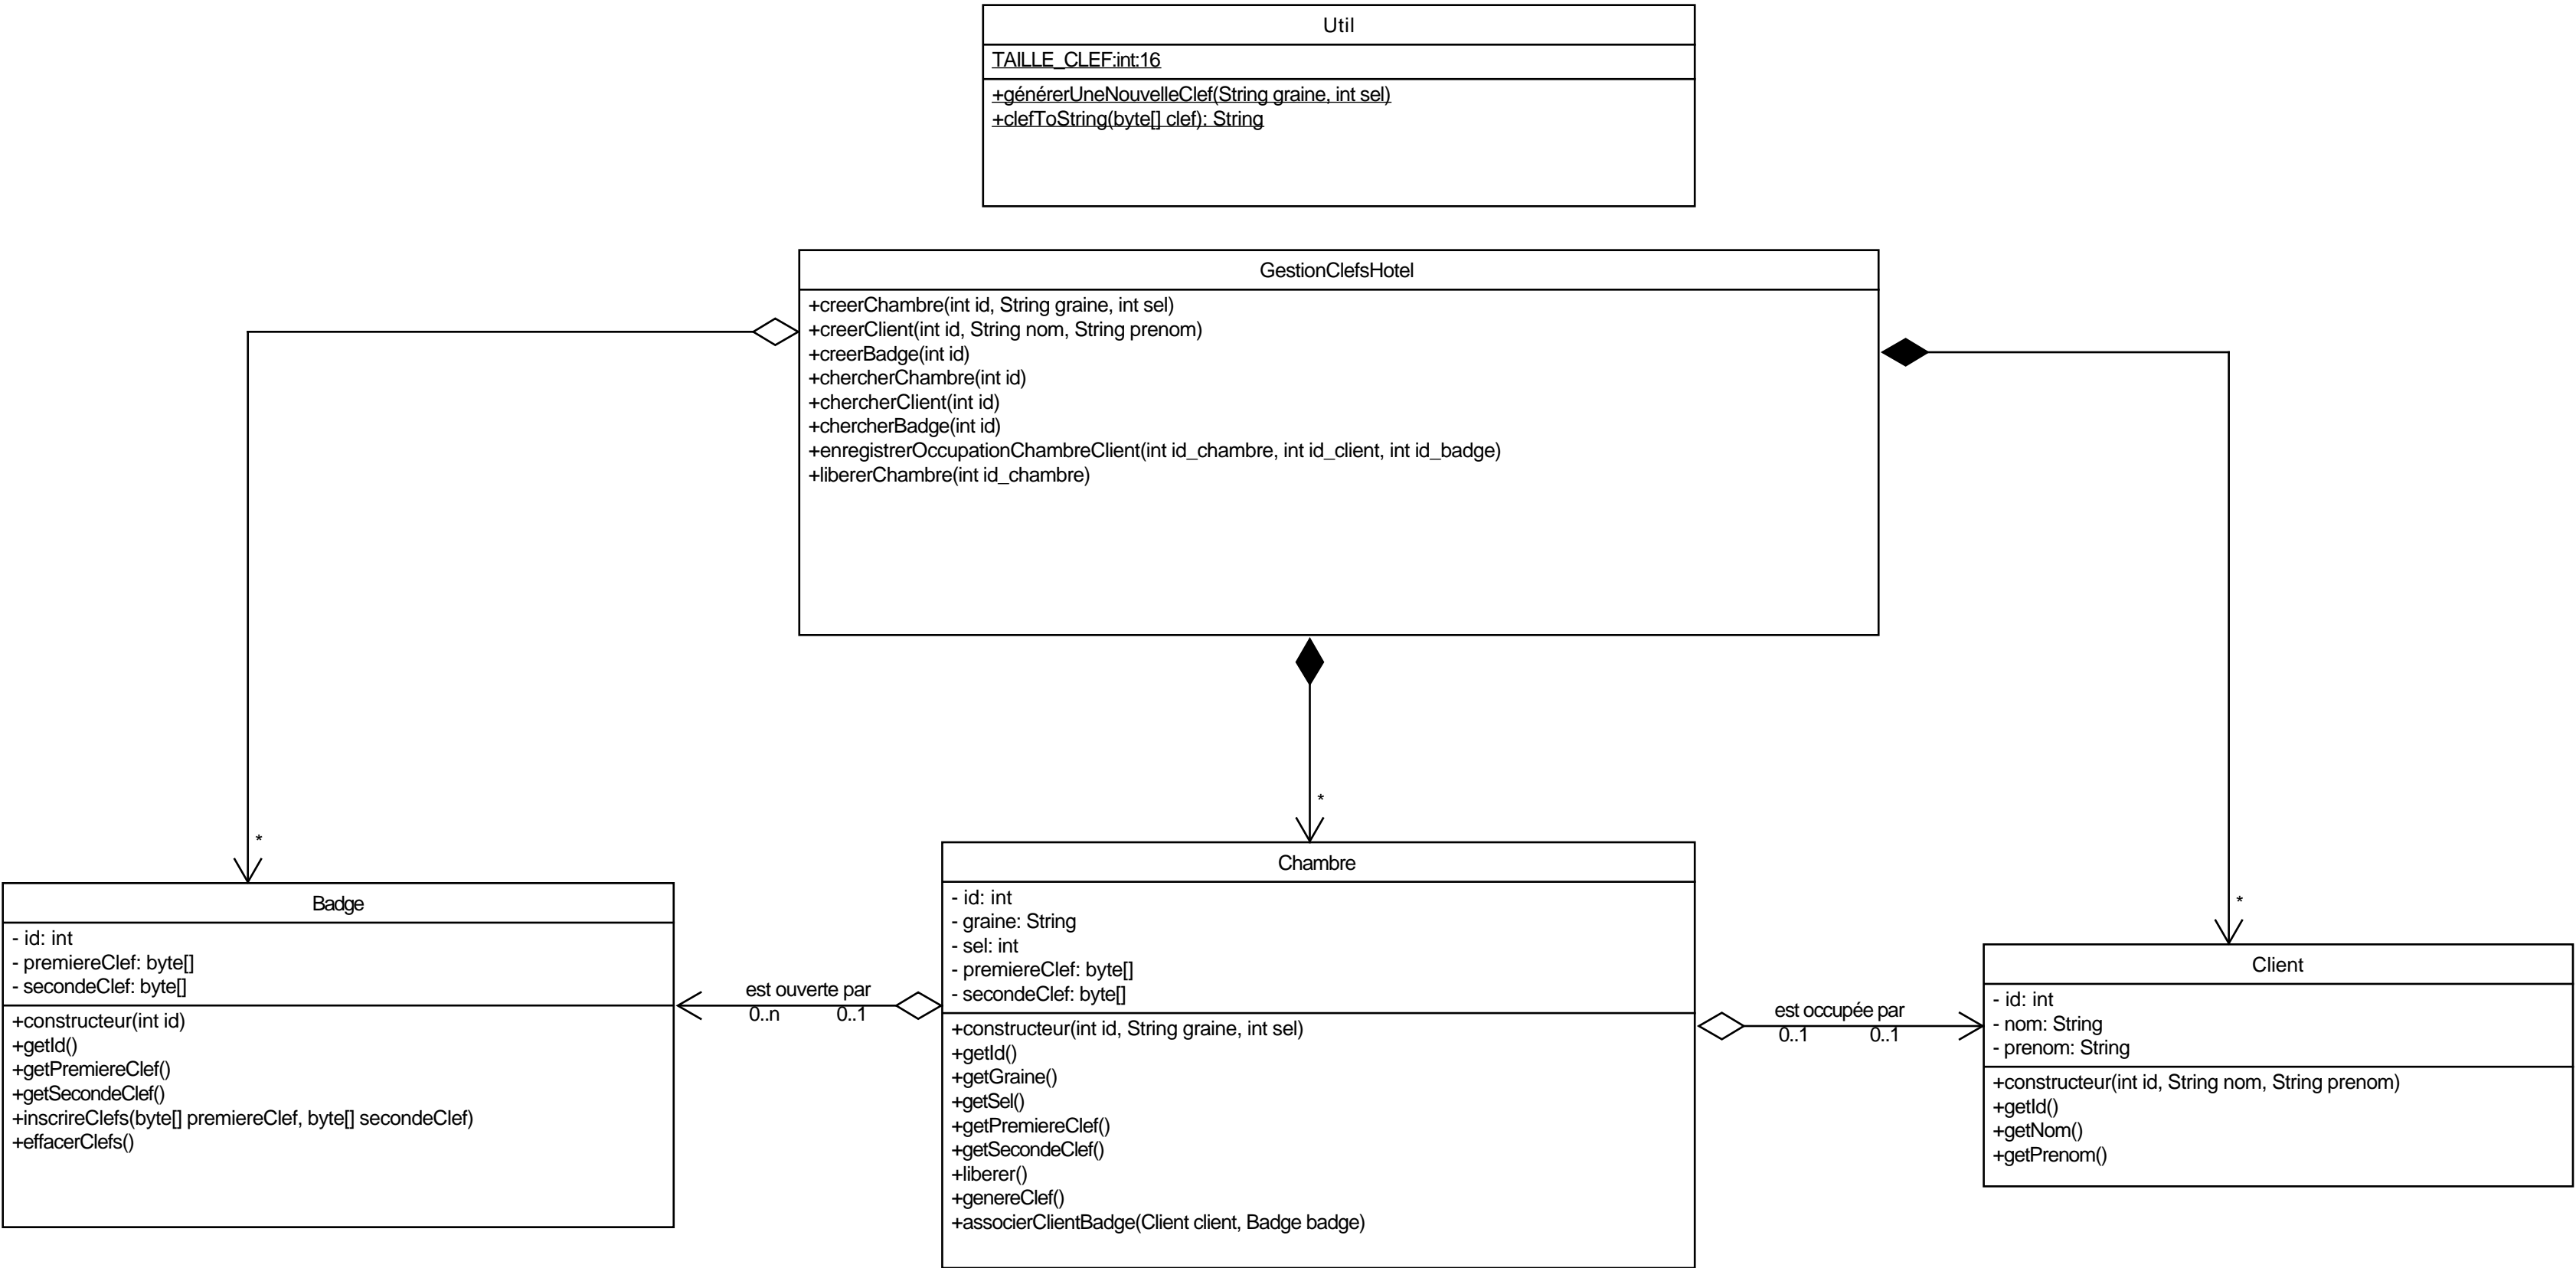 Util
TAILLE_CLEF:int:16
+générerUneNouvelleClef(String graine, int sel)
+clefToString(byte[] clef): String
GestionClefsHotel
+creerChambre(int id, String graine, int sel)
+creerClient(int id, String nom, String prenom)
+creerBadge(int id)
+chercherChambre(int id)
+chercherClient(int id)
+chercherBadge(int id)
+enregistrerOccupationChambreClient(int id_chambre, int id_client, int id_badge)
+libererChambre(int id_chambre)
*
*
*
Badge
- id: int
- premiereClef: byte[]
- secondeClef: byte[]
+constructeur(int id)
+getId()
+getPremiereClef()
+getSecondeClef()
+inscrireClefs(byte[] premiereClef, byte[] secondeClef)
+effacerClefs()
est ouverte par
0..n 0..1
Chambre
- id: int
- graine: String
- sel: int
- premiereClef: byte[]
- secondeClef: byte[]
+constructeur(int id, String graine, int sel)
+getId()
+getGraine()
+getSel()
+getPremiereClef()
+getSecondeClef()
+liberer()
+genereClef()
+associerClientBadge(Client client, Badge badge)
est occupée par
0..1 0..1
Client
- id: int
- nom: String
- prenom: String
+constructeur(int id, String nom, String prenom)
+getId()
+getNom()
+getPrenom()